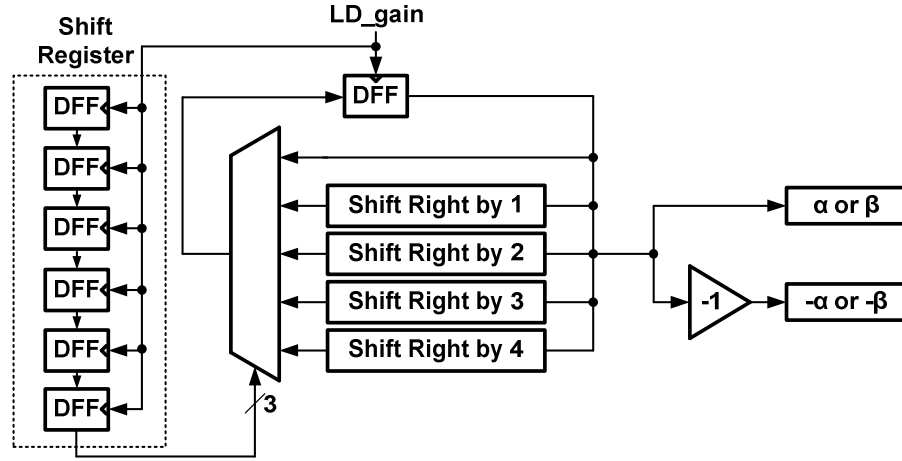 LD_gain
Shift
Register
DFF
DFF
DFF
DFF
DFF
DFF
DFF
Shift Right by 1
Shift Right by 2
Shift Right by 3
Shift Right by 4
3
α or β
-1
-α or -β